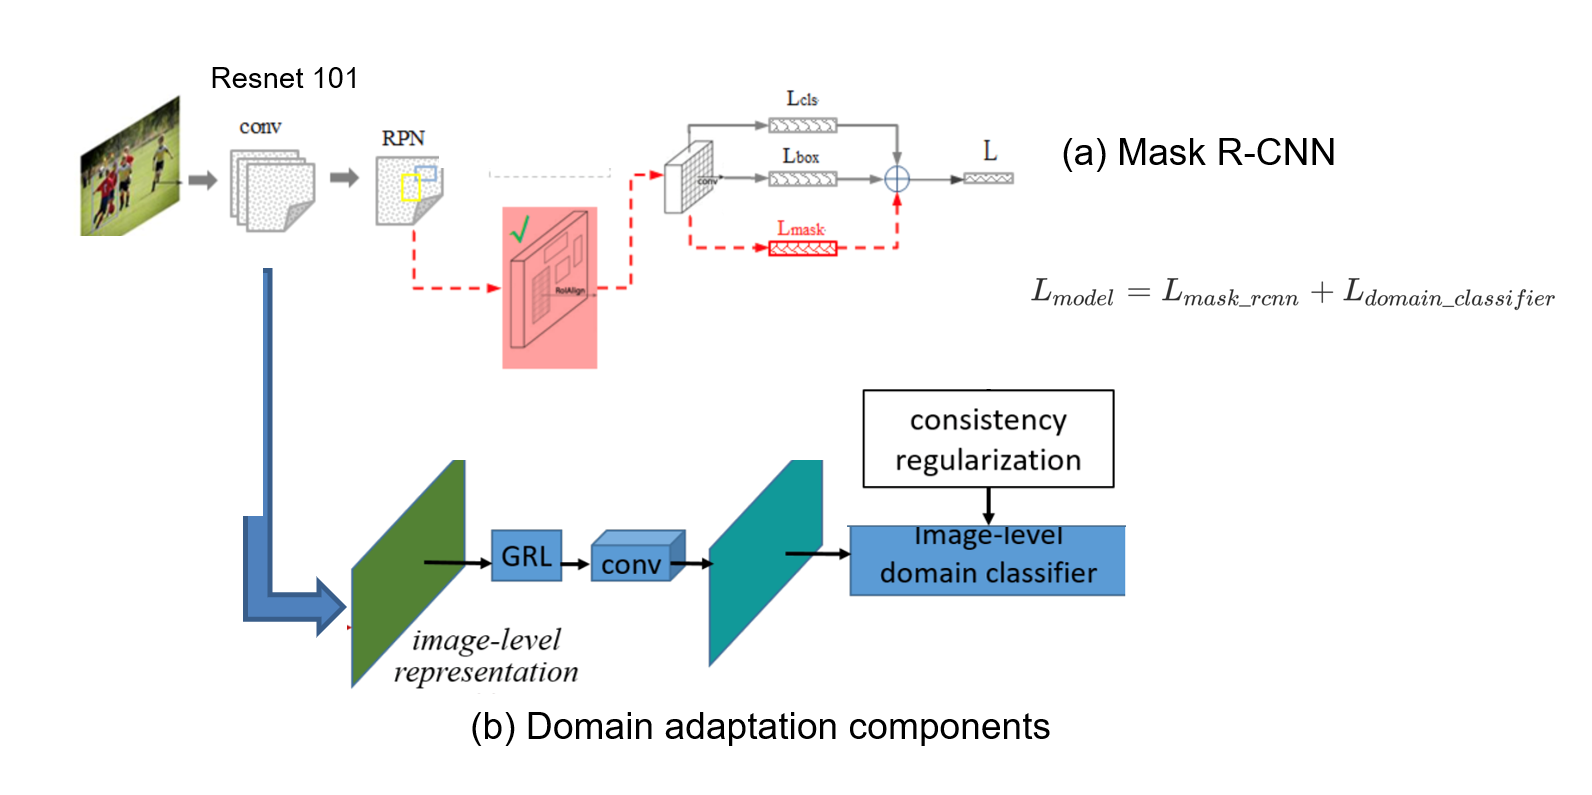 Resnet 101
conv
RPN
Lcls
Lbox
L
(a) Mask R-CNN
conv
Lmask
RoIAlign
L_{model} = L_{mask\_rcnn} + L_{domain\_classifier}
consistency
regularization
GRL
conv
Image-level
domain classifier
image-level
representation
(b) Domain adaptation components